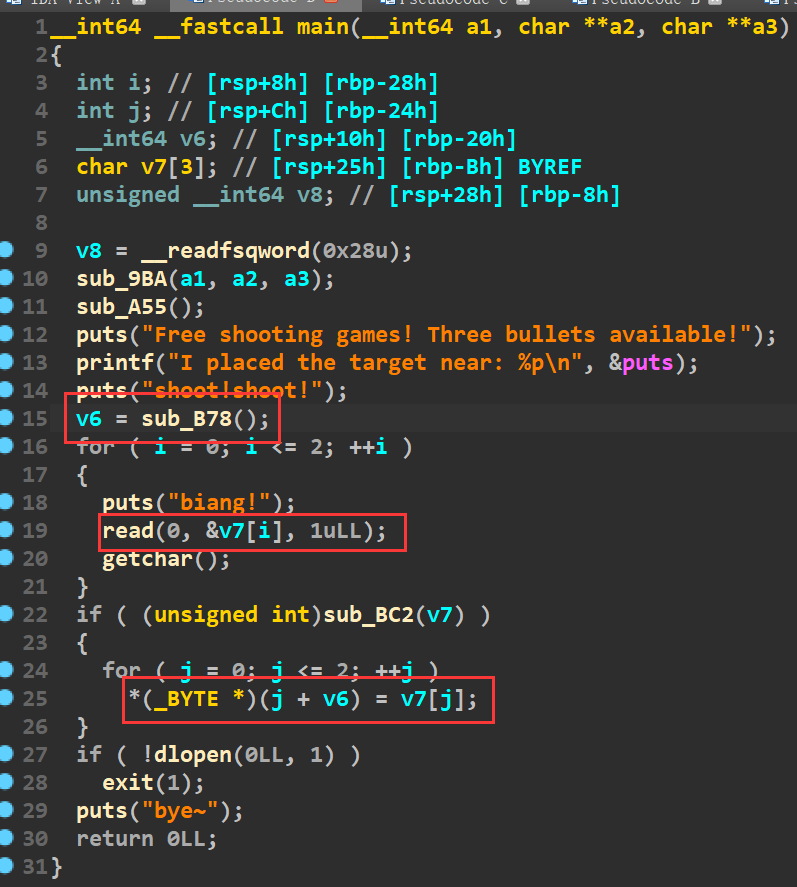 IDA View-A Pseudocode-D Pseudocode-C Pseudocode-B
1 __int64 __fastcall main(__int64 a1, char **a2, char **a3)
2 {
3 int i; // [rsp+8h] [rbp-28h]
4 int j; // [rsp+Ch] [rbp-24h]
5 __int64 v6; // [rsp+10h] [rbp-20h]
6 char v7[3]; // [rsp+25h] [rbp-Bh] BYREF
7 unsigned __int64 v8; // [rsp+28h] [rbp-8h]
8
9 v8 = __readfsqword(0x28u);
10 sub_9BA(a1, a2, a3);
11 sub_A55();
12 puts("Free shooting games! Three bullets available!");
13 printf("I placed the target near: %p\n", &puts);
14 puts("shoot!shoot!");
15 v6 = sub_B78();
16 for ( i = 0; i <= 2; ++i )
17 {
18 puts("biang!");
19 read(0, &v7[i], 1uLL);
20 getchar();
21 }
22 if ( (unsigned int)sub_BC2(v7) )
23 {
24 for ( j = 0; j <= 2; ++j )
25 *(_BYTE *)(j + v6) = v7[j];
26 }
27 if ( !dlopen(0LL, 1) )
28 exit(1);
29 puts("bye~");
30 return 0LL;
31 }